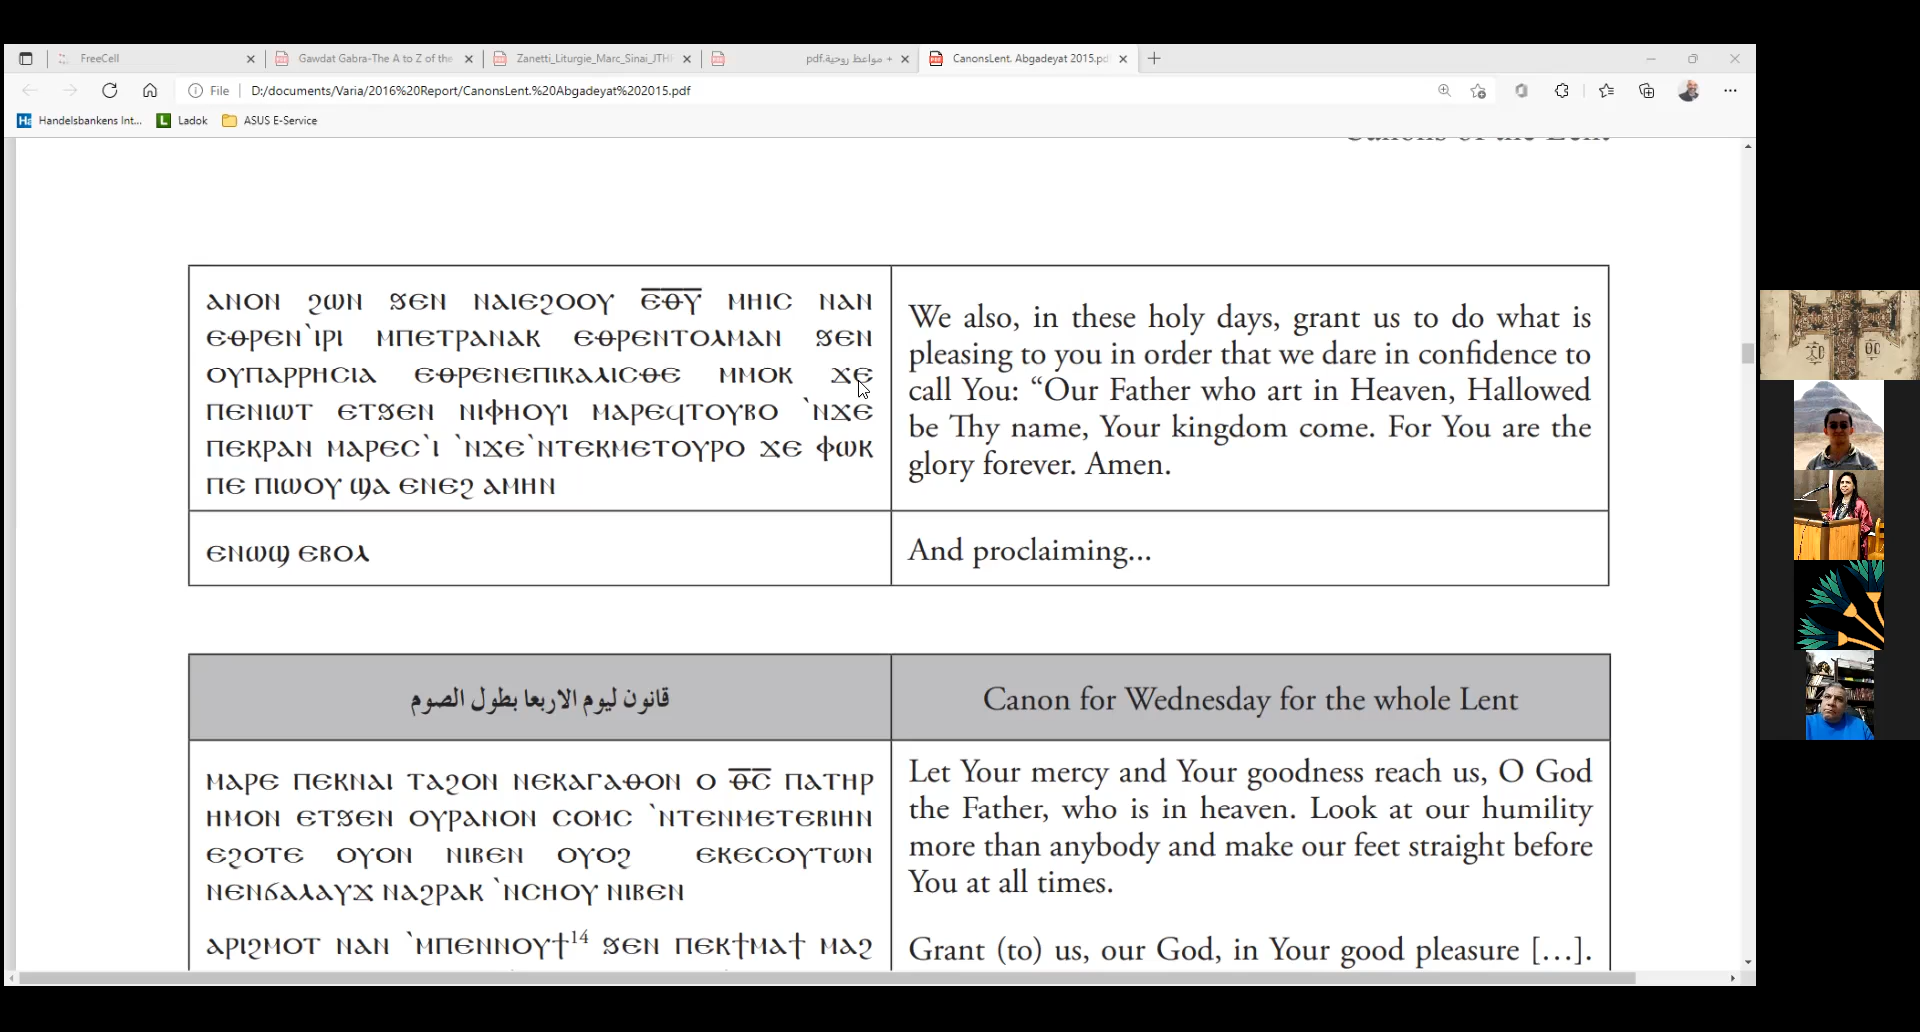 FreeCell
Gawdat Gabra-The A to Z of the
Zanetti_Liturgie_Marc_Sinai_JTH
مواعظ روحية.pdf +
CanonsLent. Abgadeyat 2015.pd
File
D:/documents/Varia/2016%20Report/CanonsLent.%20Abgadeyat%202015.pdf
Handelsbankens Int...
Ladok
ASUS E-Service
Canons of the Lent
ⲁⲛⲟⲛ ϩⲱⲛ ϧⲉⲛ ⲛⲁⲓⲉϩⲟⲟⲩ ⲉ̅ⲑ̅ⲩ̅ ⲙⲏⲓⲥ ⲛⲁⲛ
ⲉⲑⲣⲉⲛ̀ⲓⲣⲓ ⲙⲡⲉⲧⲣⲁⲛⲁⲕ ⲉⲑⲣⲉⲛⲧⲟⲗⲙⲁⲛ ϧⲉⲛ
ⲟⲩⲡⲁⲣⲣⲏⲥⲓⲁ ⲉⲑⲣⲉⲛⲉⲡⲓⲕⲁⲗⲓⲥⲑⲉ ⲙⲙⲟⲕ ϫⲉ
ⲡⲉⲛⲓⲱⲧ ⲉⲧϧⲉⲛ ⲛⲓⲫⲏⲟⲩⲓ ⲙⲁⲣⲉϥⲧⲟⲩⲃⲟ ̀ⲛϫⲉ
ⲡⲉⲕⲣⲁⲛ ⲙⲁⲣⲉⲥ̀ⲓ ̀ⲛϫⲉ̀ⲛⲧⲉⲕⲙⲉⲧⲟⲩⲣⲟ ϫⲉ ⲫⲱⲕ
ⲡⲉ ⲡⲓⲱⲟⲩ ϣⲁ ⲉⲛⲉϩ ⲁⲙⲏⲛ
We also, in these holy days, grant us to do what is
pleasing to you in order that we dare in confidence to
call You: “Our Father who art in Heaven, Hallowed
be Thy name, Your kingdom come. For You are the
glory forever. Amen.
ⲉⲛⲱϣ ⲉⲃⲟⲗ
And proclaiming...
قانون ليوم الاربعا بطول الصوم
Canon for Wednesday for the whole Lent
ⲙⲁⲣⲉ ⲡⲉⲕⲛⲁⲓ ⲧⲁϩⲟⲛ ⲛⲉⲕⲁⲅⲁⲑⲟⲛ ⲟ ⲑ̅ⲥ̅ ⲡⲁⲧⲏⲣ
ⲏⲙⲟⲛ ⲉⲧϧⲉⲛ ⲟⲩⲣⲁⲛⲟⲛ ⲥⲟⲙⲥ ̀ⲛⲧⲉⲛⲙⲉⲧⲉⲃⲓⲏⲛ
ⲉϩⲟⲧⲉ ⲟⲩⲟⲛ ⲛⲓⲃⲉⲛ ⲟⲩⲟϩ ⲉⲕⲉⲥⲟⲩⲧⲱⲛ
ⲛⲉⲛϭⲁⲗⲁⲩϫ ⲛⲁϩⲣⲁⲕ ̀ⲛⲥⲏⲟⲩ ⲛⲓⲃⲉⲛ
ⲁⲣⲓϩⲙⲟⲧ ⲛⲁⲛ ̀ⲙⲡⲉⲛⲛⲟⲩϯ¹⁴ ϧⲉⲛ ⲡⲉⲕϯⲙⲁϯ ⲙⲁϩ
Let Your mercy and Your goodness reach us, O God
the Father, who is in heaven. Look at our humility
more than anybody and make our feet straight before
You at all times.
Grant (to) us, our God, in Your good pleasure […].